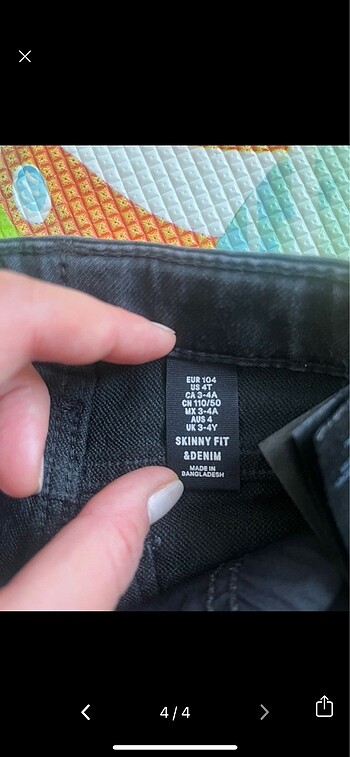 EUR 104
US 4T
CA 3-4A
CN 110/50
MX 3-4A
AUS 4
UK 3-4Y
SKINNY FIT
&DENIM
MADE IN
BANGLADESH
4 / 4